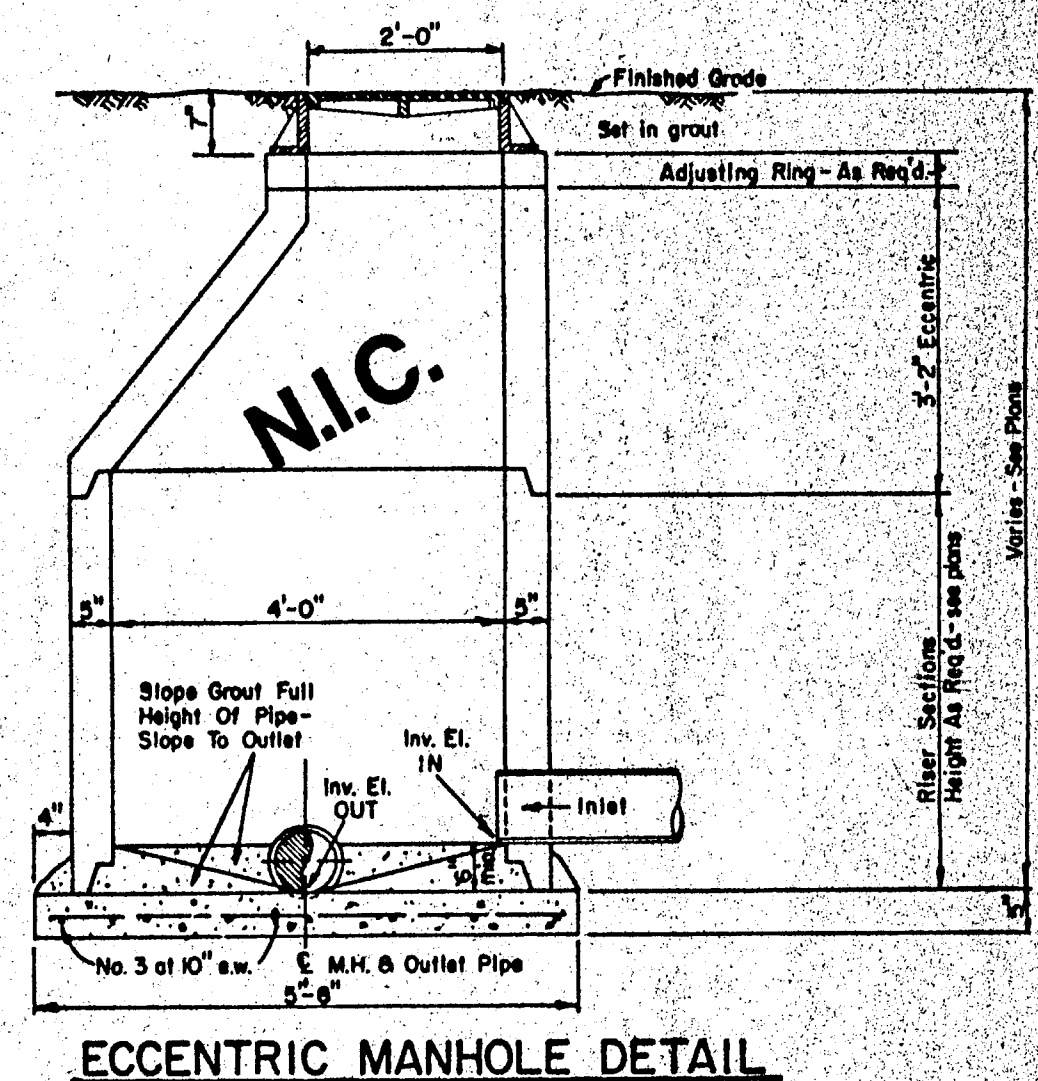 2'-0"
Finished Grade
7"
Set in grout
Adjusting Ring - As Req'd.
3'-2" Eccentric
N.I.C.
Varies - See Plans
5"
4'-0"
5"
Riser Sections
Height As Req'd. - see plans
Slope Grout Full
Height Of Pipe-
Slope To Outlet
Inv. El.
IN
Inv. El.
OUT
Inlet
4"
min.
5"
No. 3 at 10" e.w.
℄ M.H. & Outlet Pipe
ECCENTRIC MANHOLE DETAIL